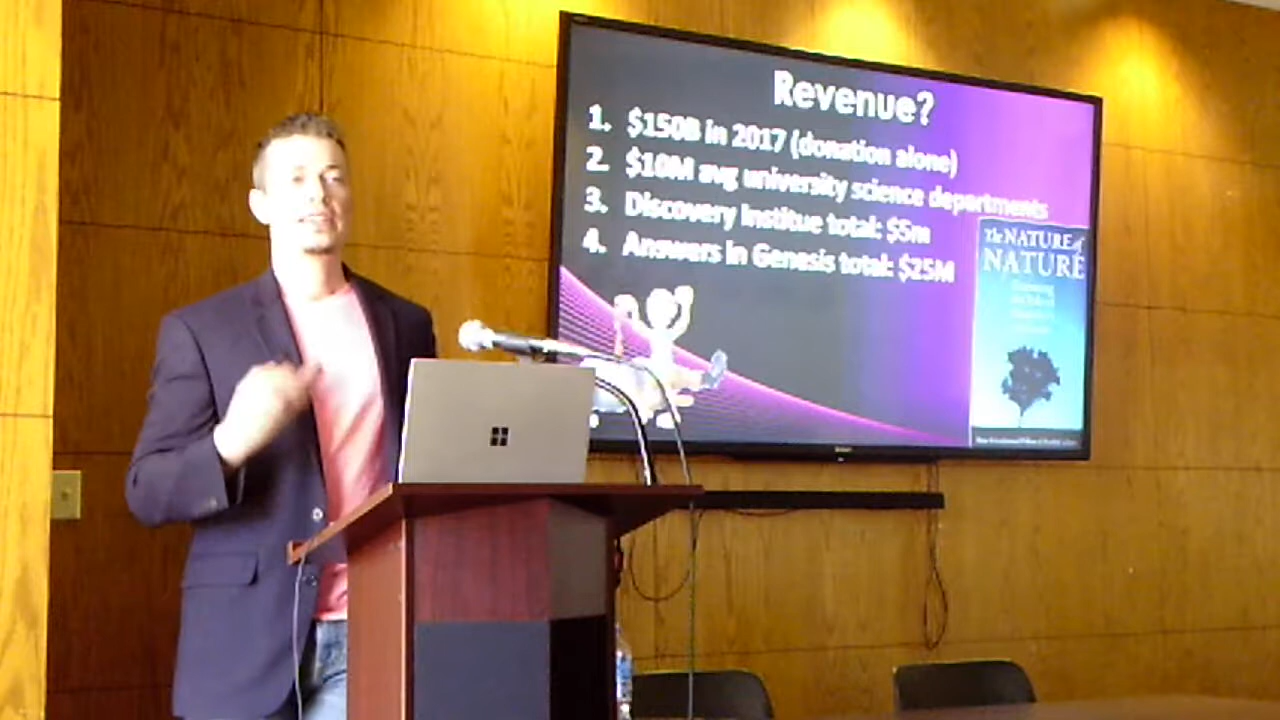 Revenue?
1. $150B in 2017 (donation alone)
2. $10M avg university science departments
3. Discovery Institue total: $5m
4. Answers in Genesis total: $25M
The NATURE of
NATURE